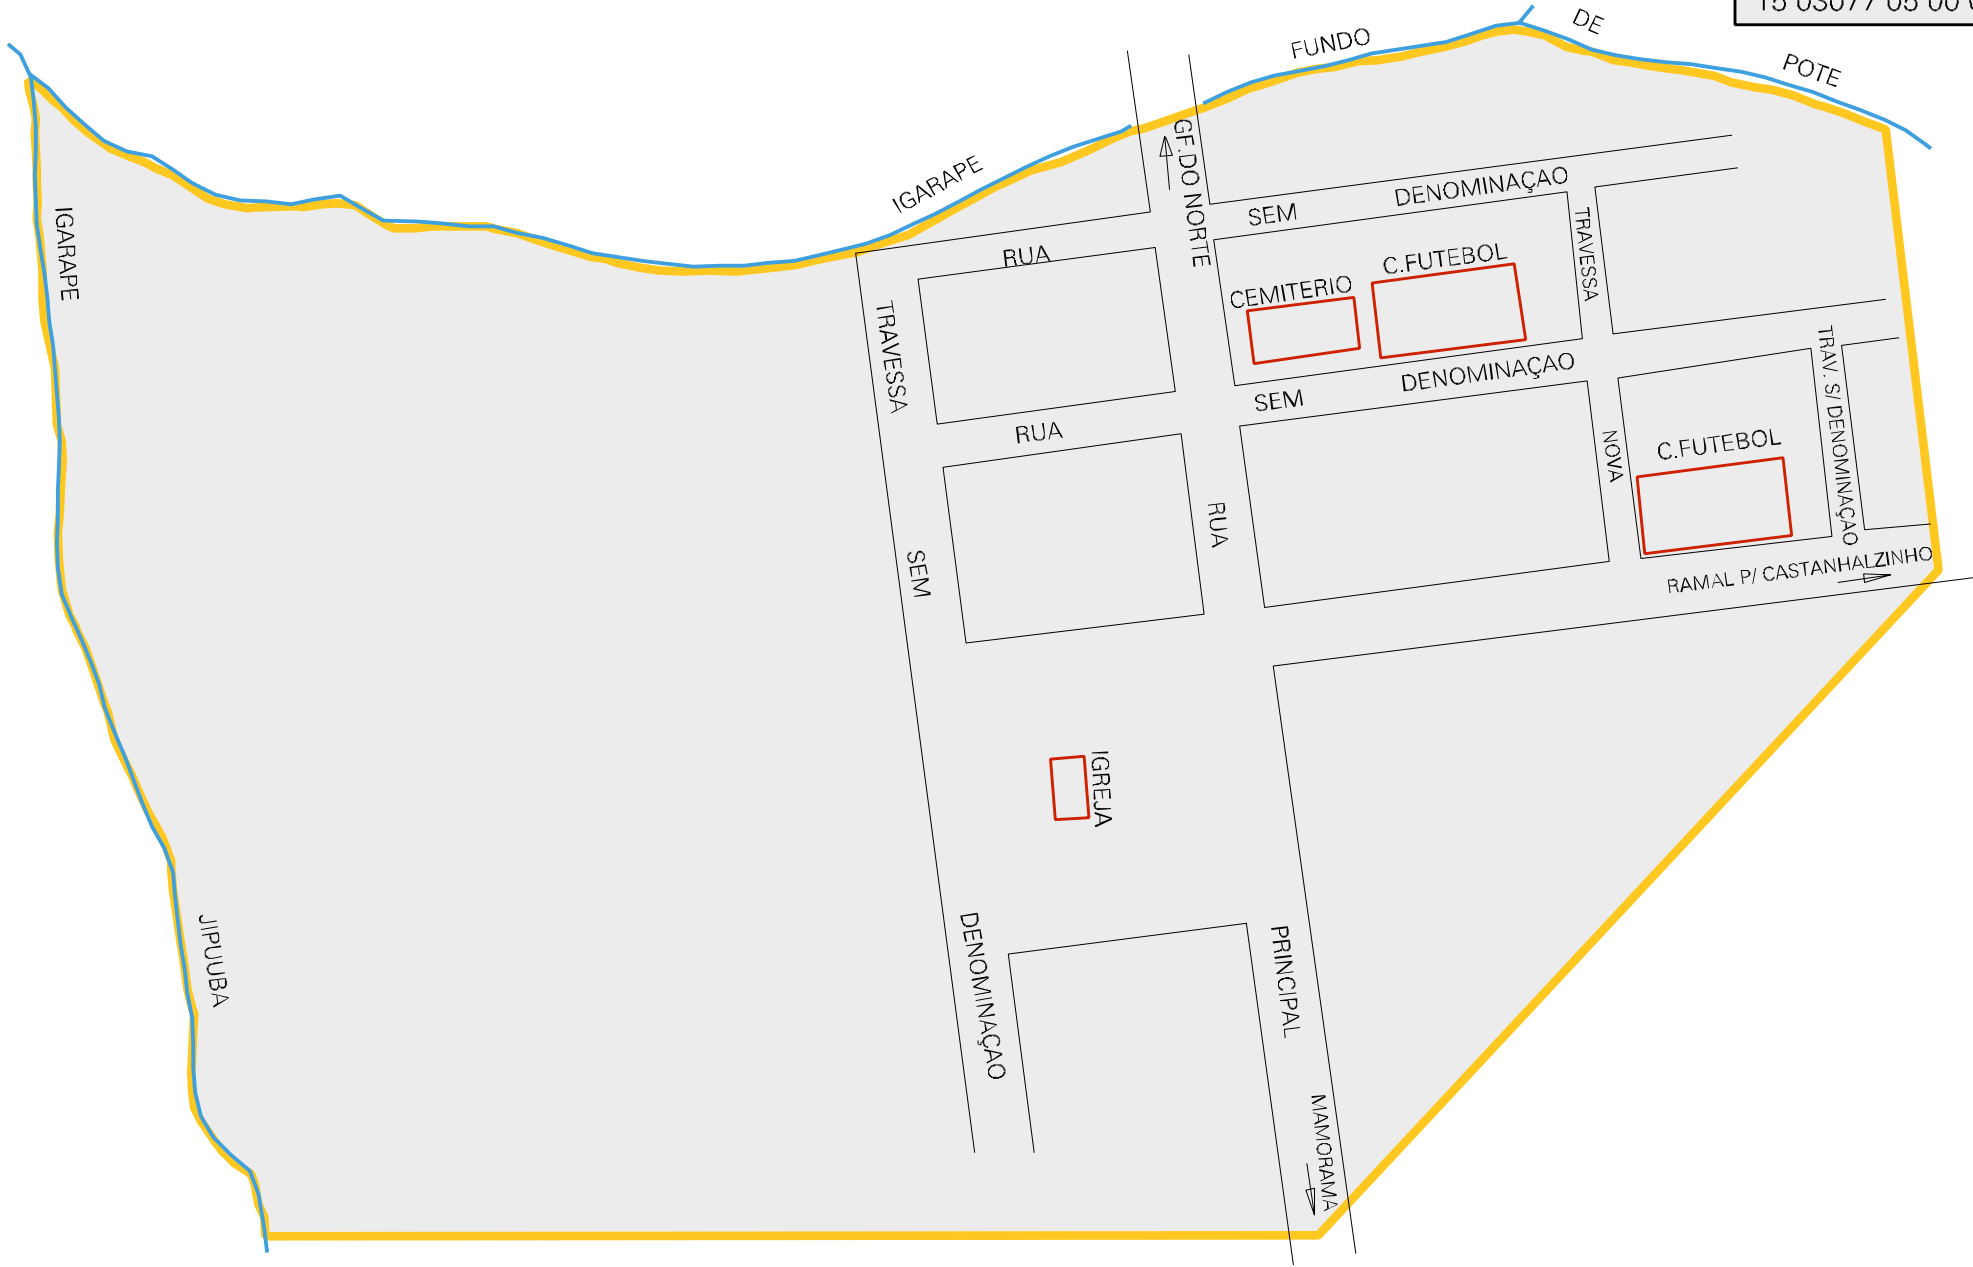 FUNDO
DE
POTE
IGARAPE
IGARAPE
JIPUUBA
GF.DO NORTE
RUA
SEM
DENOMINAÇAO
TRAVESSA
NOVA
CEMITERIO
C.FUTEBOL
RUA
SEM
DENOMINAÇAO
C.FUTEBOL
TRAV. S/ DENOMINAÇAO
RAMAL P/ CASTANHALZINHO
TRAVESSA
SEM
DENOMINAÇAO
RUA
PRINCIPAL
IGREJA
MAMORAMA